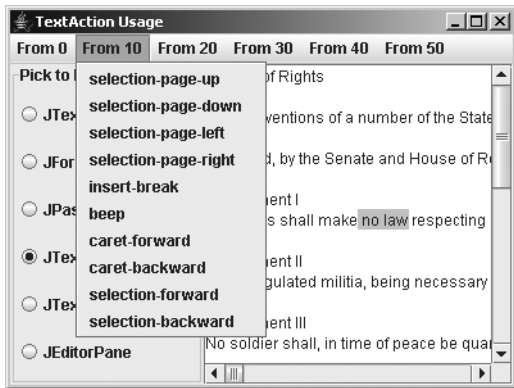 TextAction Usage
From 0 From 10 From 20 From 30 From 40 From 50
Pick to
of Rights
selection-page-up
selection-page-down
selection-page-left
selection-page-right
insert-break
beep
caret-forward
caret-backward
selection-forward
selection-backward
JTex
JFor
JPas
JTex
JTex
JEditorPane
ventions of a number of the State
d, by the Senate and House of Re
ent I
s shall make no law respecting
ent II
gulated militia, being necessary
ent III
No soldier shall, in time of peace be quar